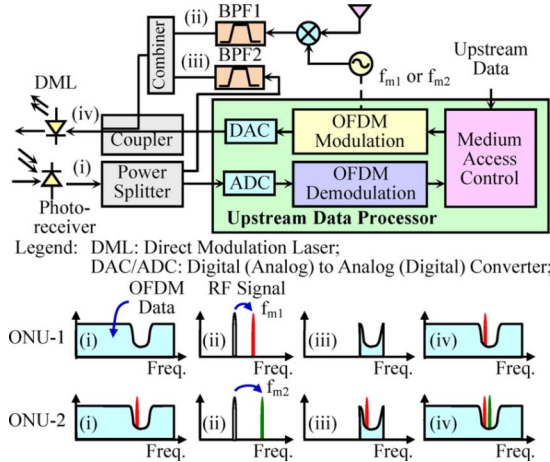 (ii) BPF1
Combiner
(iii) BPF2
DML
fm1 or fm2
Upstream
Data
(iv)
Coupler
DAC
OFDM
Modulation
Medium
Access
Control
(i)
Power
Splitter
ADC
OFDM
Demodulation
Photo-
receiver
Upstream Data Processor
Legend: DML: Direct Modulation Laser;
DAC/ADC: Digital (Analog) to Analog (Digital) Converter;
OFDM
Data
RF Signal
fm1
ONU-1
(i) (ii) (iii) (iv)
Freq. Freq. Freq. Freq.
fm2
ONU-2
(i) (ii) (iii) (iv)
Freq. Freq. Freq. Freq.